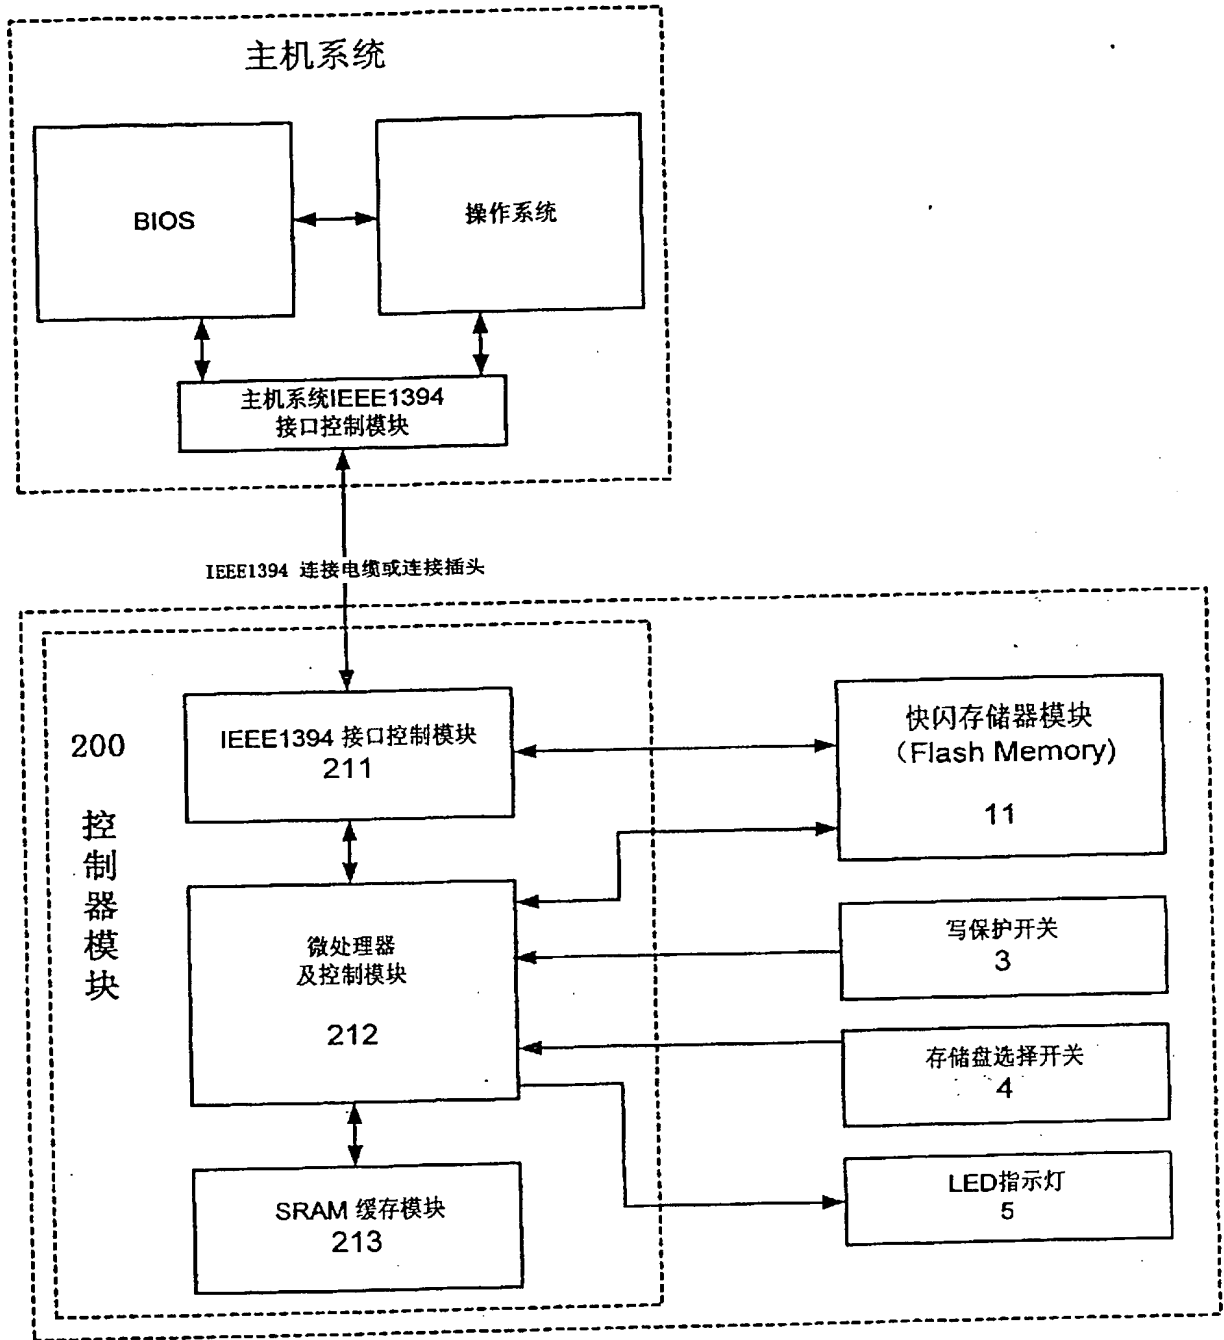 主机系统
BIOS
操作系统
主机系统IEEE1394
接口控制模块
IEEE1394 连接电缆或连接插头
200
控制器模块
IEEE1394 接口控制模块
211
快闪存储器模块
（Flash Memory)
11
微处理器
及控制模块
212
写保护开关
3
存储盘选择开关
4
SRAM 缓存模块
213
LED指示灯
5